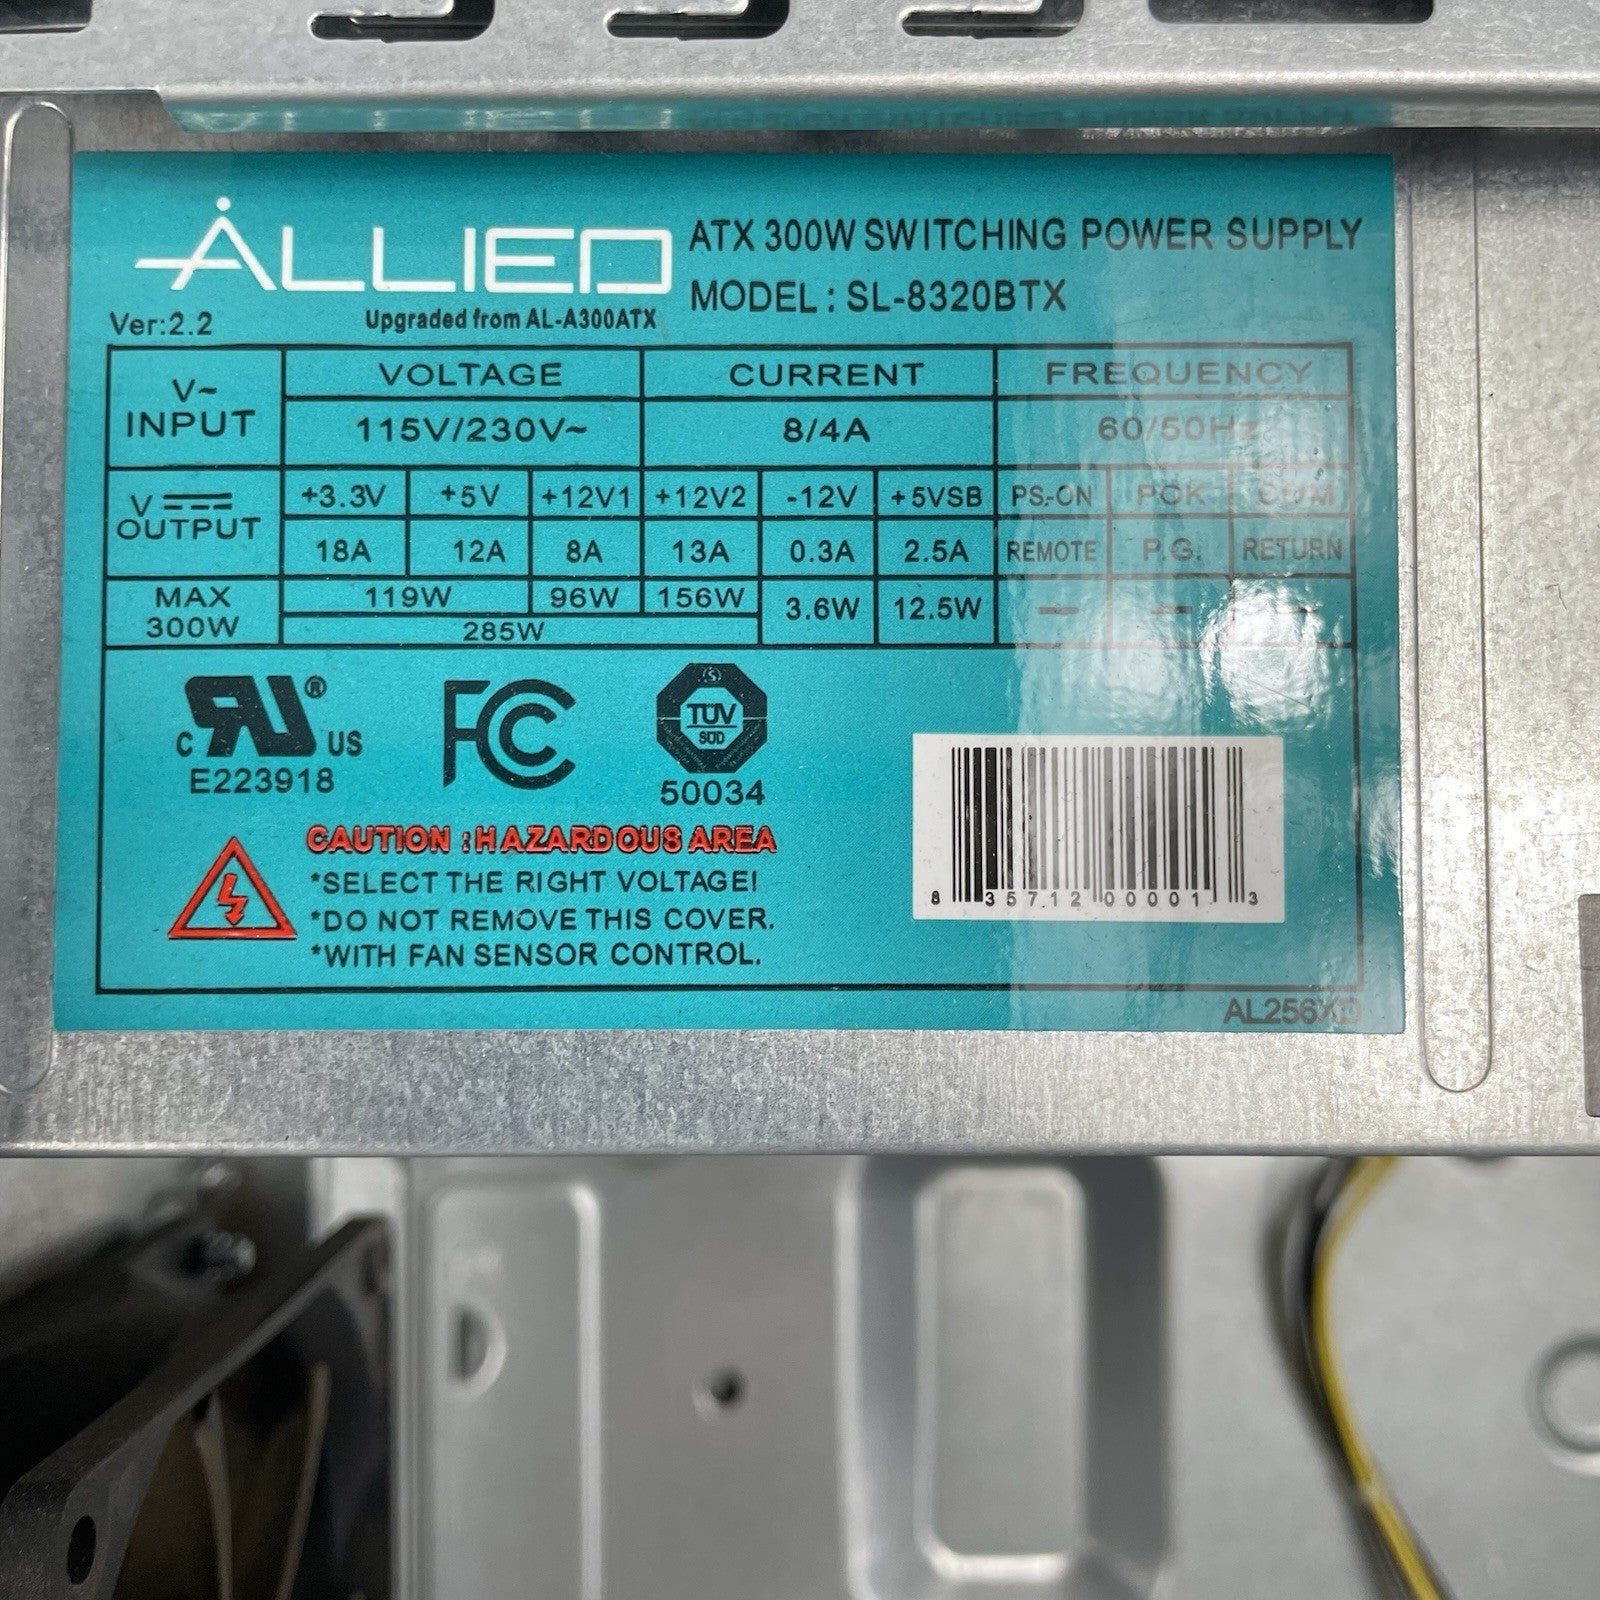 ALLIED
ATX 300W SWITCHING POWER SUPPLY
MODEL : SL-8320BTX
Ver:2.2
Upgraded from AL-A300ATX
V~ INPUT
VOLTAGE CURRENT FREQUENCY
115V/230V~ 8/4A 60/50Hz
V OUTPUT
+3.3V +5V +12V1 +12V2 -12V +5VSB PS-ON POK COM
18A 12A 8A 13A 0.3A 2.5A REMOTE P.G. RETURN
MAX 300W
119W 96W 156W 3.6W 12.5W — — —
285W
C RU ® US
E223918
FC
S
TÜV
SÜD
50034
CAUTION : HAZARDOUS AREA
*SELECT THE RIGHT VOLTAGE!
*DO NOT REMOVE THIS COVER.
*WITH FAN SENSOR CONTROL.
8 35712 00001 3
AL256XD